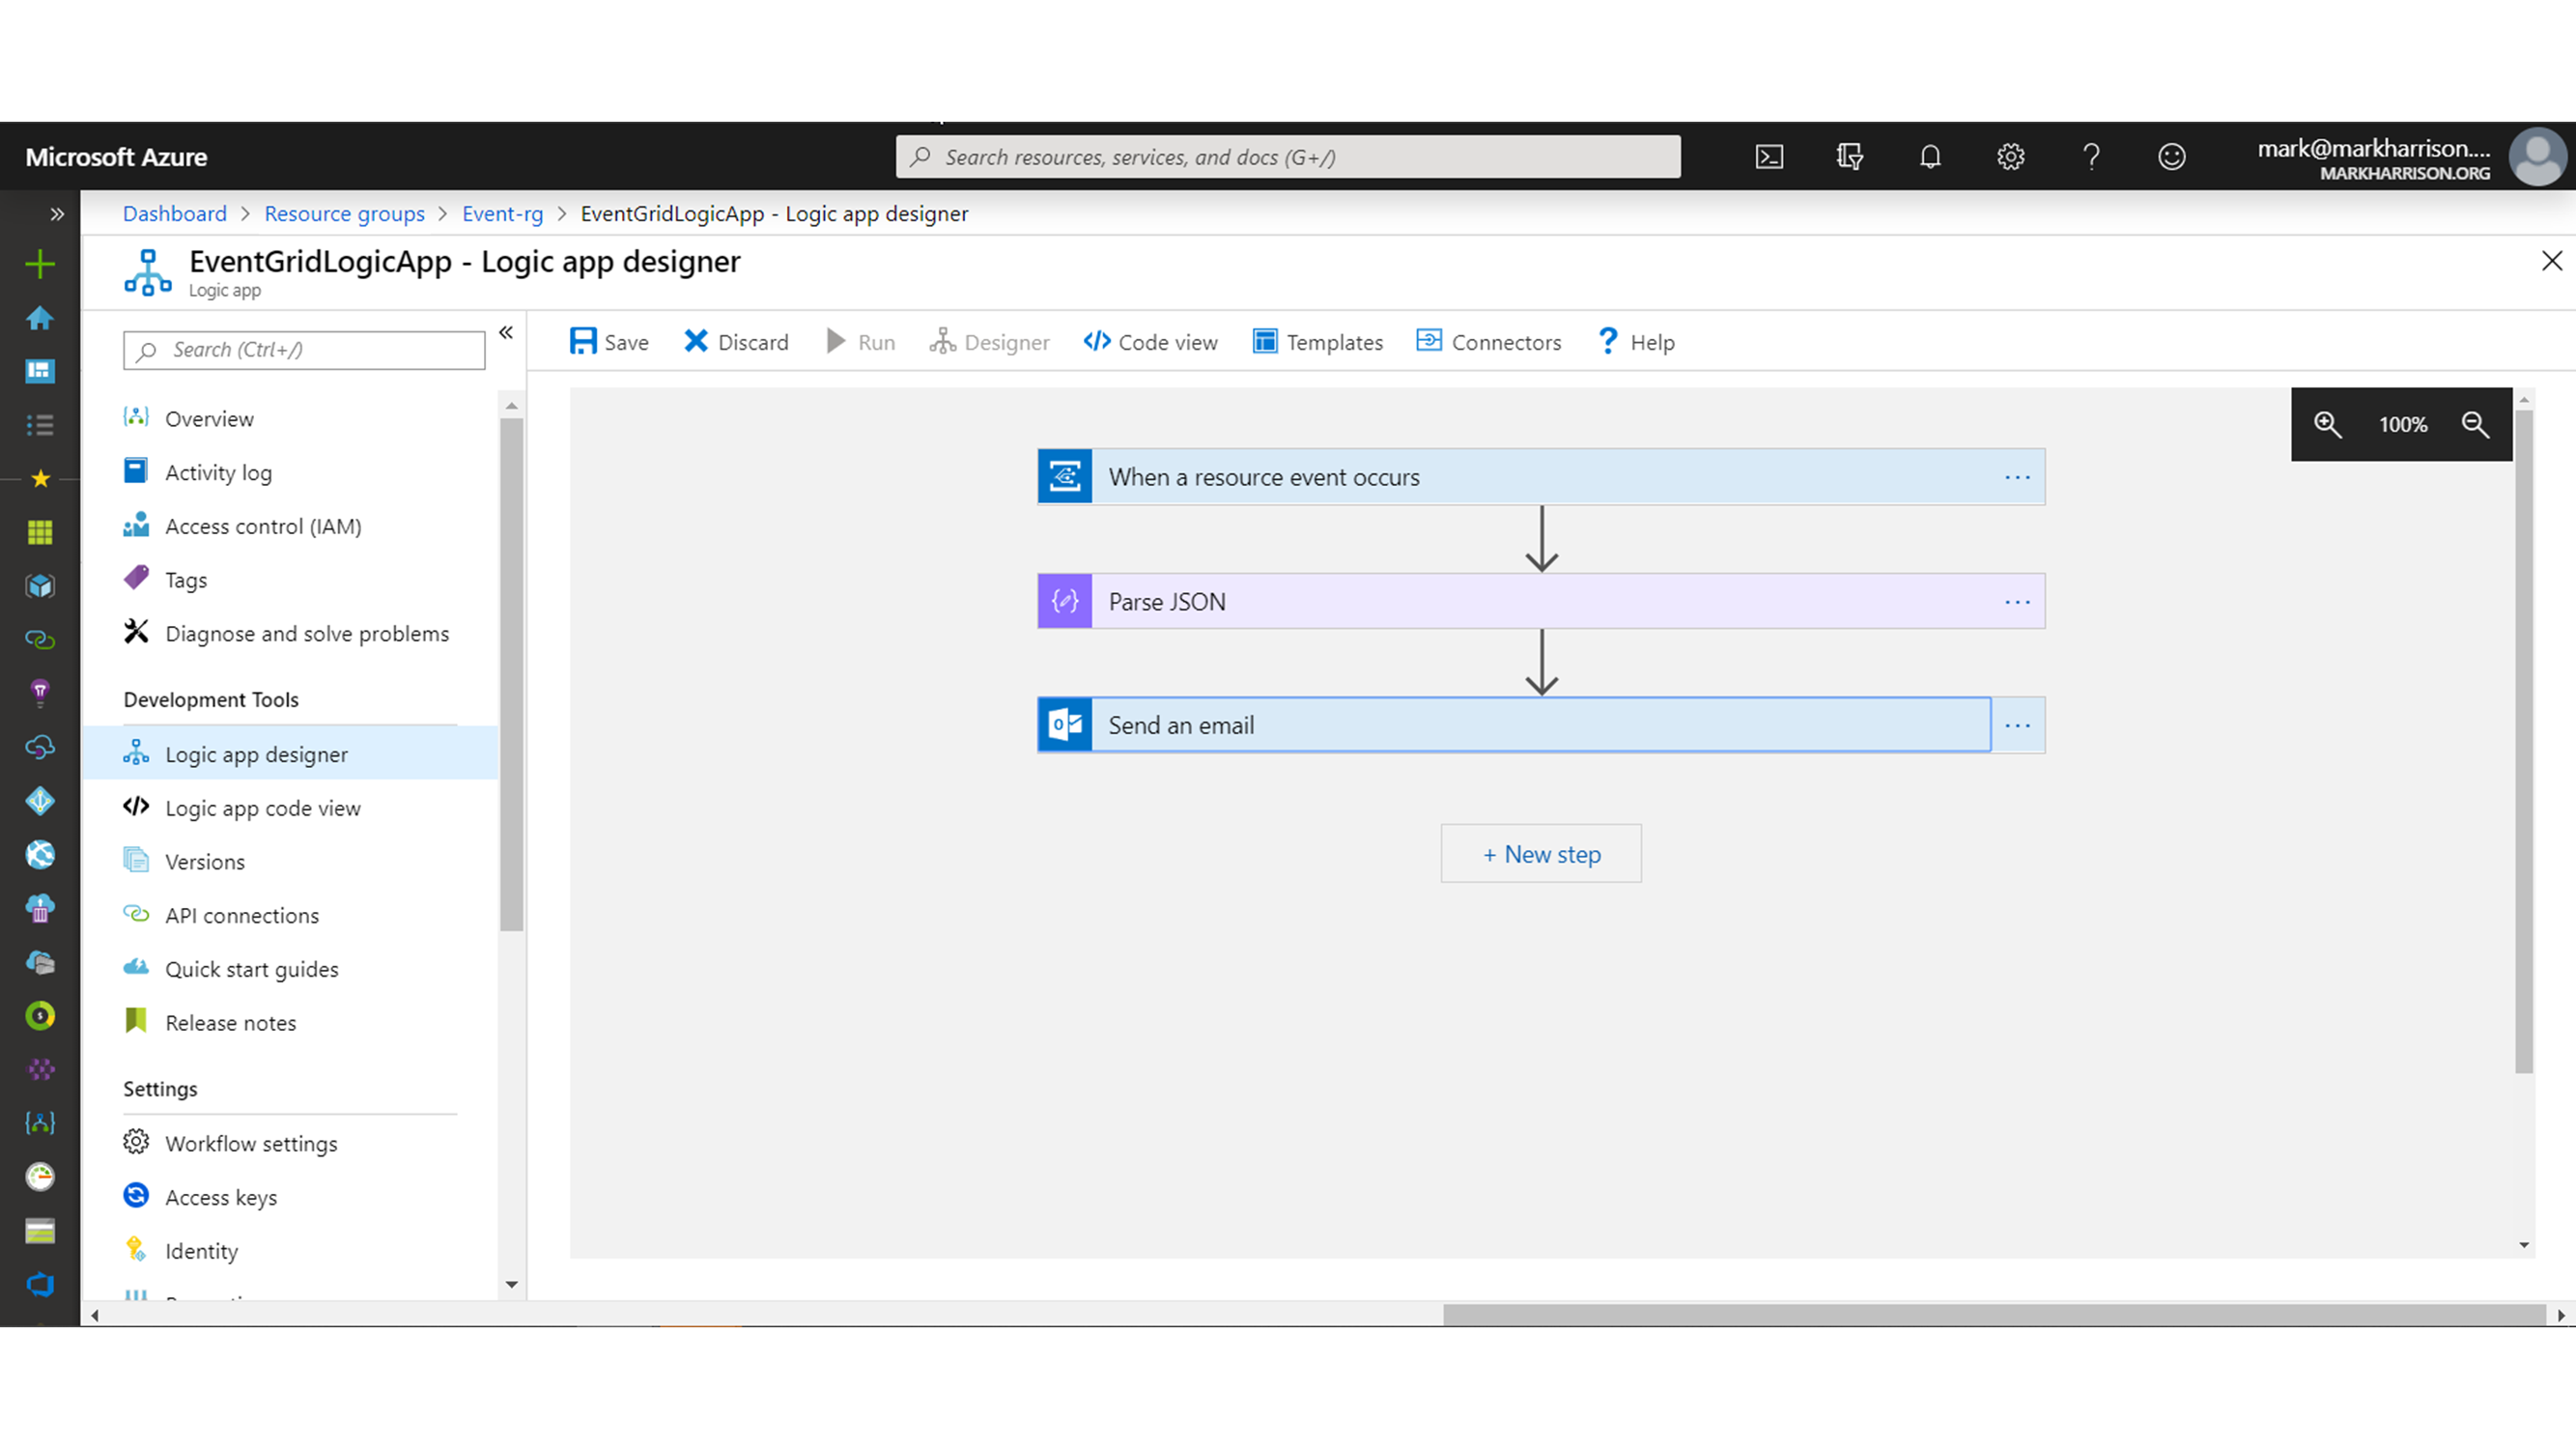 Microsoft Azure
Search resources, services, and docs (G+/)
mark@markharrison....
MARKHARRISON.ORG
Dashboard > Resource groups > Event-rg > EventGridLogicApp - Logic app designer
EventGridLogicApp - Logic app designer
Logic app
Search (Ctrl+/)
Save Discard Run Designer Code view Templates Connectors Help
Overview
Activity log
Access control (IAM)
Tags
Diagnose and solve problems
Development Tools
Logic app designer
Logic app code view
Versions
API connections
Quick start guides
Release notes
Settings
Workflow settings
Access keys
Identity
100%
When a resource event occurs
Parse JSON
Send an email
+ New step